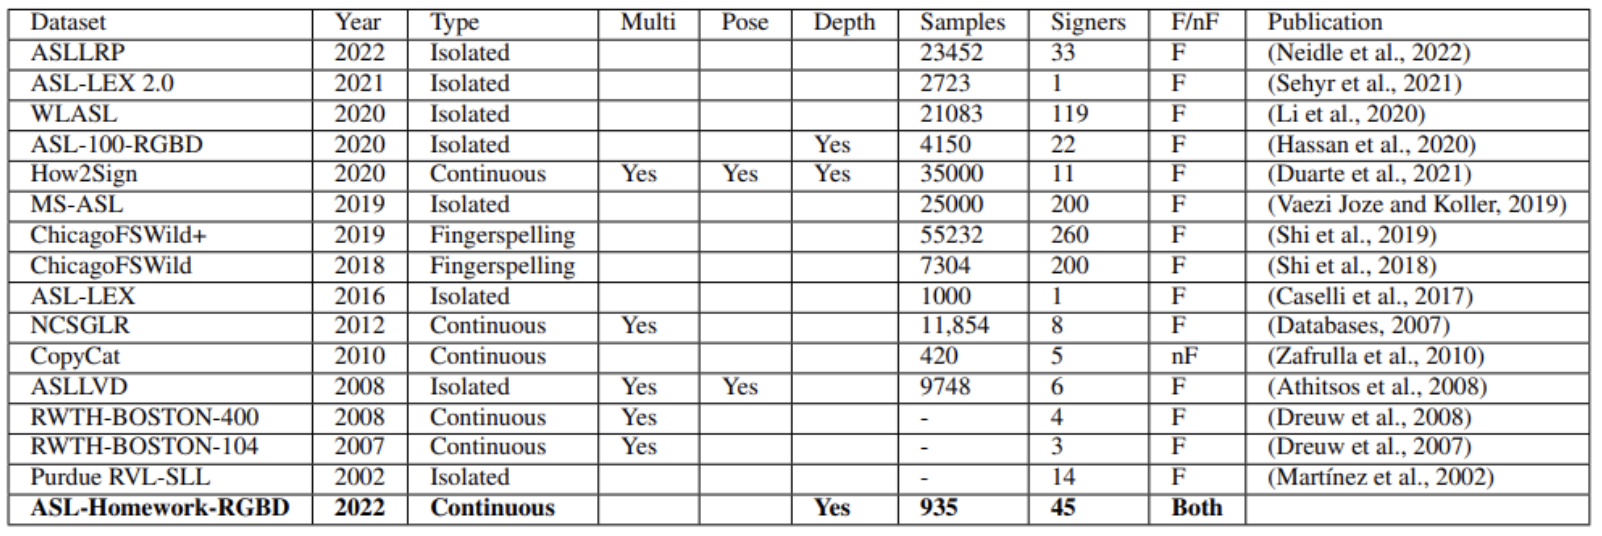 Dataset Year Type Multi Pose Depth Samples Signers F/nF Publication
ASLLRP 2022 Isolated 23452 33 F (Neidle et al., 2022)
ASL-LEX 2.0 2021 Isolated 2723 1 F (Sehyr et al., 2021)
WLASL 2020 Isolated 21083 119 F (Li et al., 2020)
ASL-100-RGBD 2020 Isolated Yes 4150 22 F (Hassan et al., 2020)
How2Sign 2020 Continuous Yes Yes Yes 35000 11 F (Duarte et al., 2021)
MS-ASL 2019 Isolated 25000 200 F (Vaezi Joze and Koller, 2019)
ChicagoFSWild+ 2019 Fingerspelling 55232 260 F (Shi et al., 2019)
ChicagoFSWild 2018 Fingerspelling 7304 200 F (Shi et al., 2018)
ASL-LEX 2016 Isolated 1000 1 F (Caselli et al., 2017)
NCSGLR 2012 Continuous Yes 11,854 8 F (Databases, 2007)
CopyCat 2010 Continuous 420 5 nF (Zafrulla et al., 2010)
ASLLVD 2008 Isolated Yes Yes 9748 6 F (Athitsos et al., 2008)
RWTH-BOSTON-400 2008 Continuous Yes - 4 F (Dreuw et al., 2008)
RWTH-BOSTON-104 2007 Continuous Yes - 3 F (Dreuw et al., 2007)
Purdue RVL-SLL 2002 Isolated - 14 F (Martínez et al., 2002)
ASL-Homework-RGBD 2022 Continuous Yes 935 45 Both